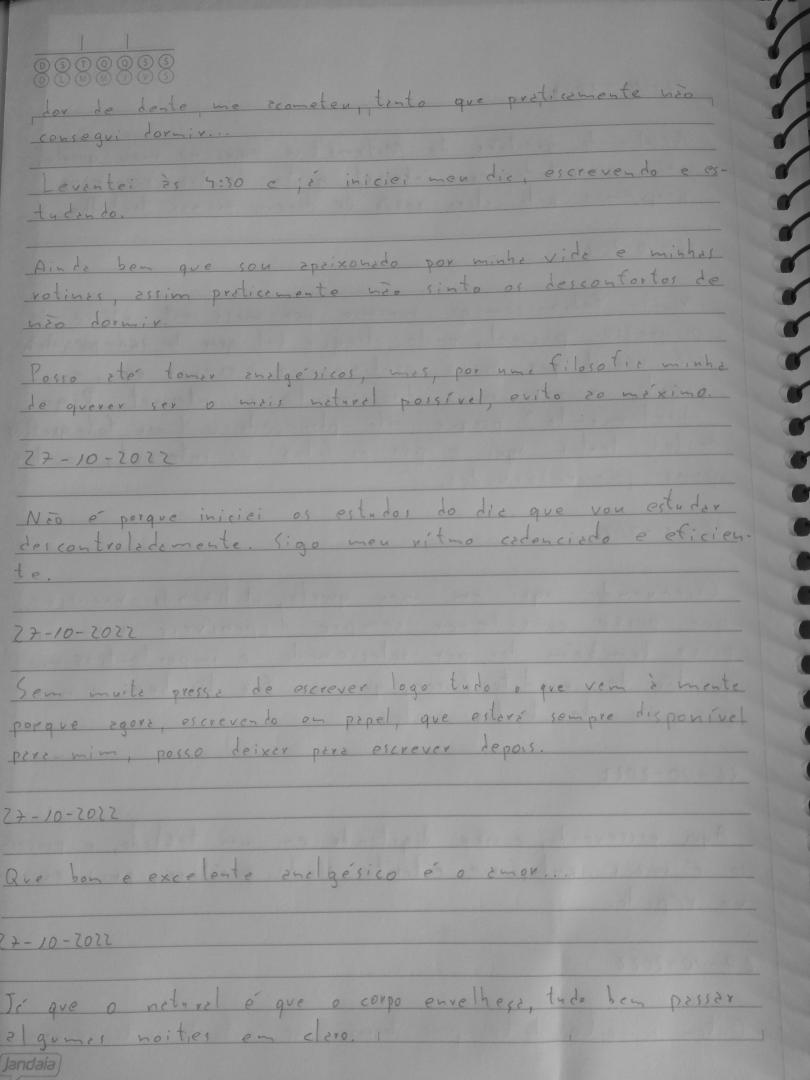 D S T Q Q S S
D L M M J V S
dor de dente me acometeu, tanto que praticamente não
consegui dormir...
Levantei às 4:30 e já iniciei meu dia, escrevendo e es-
tudando.
Ainda bem que sou apaixonado por minha vida e minhas
rotinas, assim praticamente não sinto os desconfortos de
não dormir.
Posso até tomar analgésicos, mas, por uma filosofia minha
de querer ser o mais natural possível, evito ao máximo.
27-10-2022
Não é porque iniciei os estudos do dia que vou estudar
descontroladamente. Sigo meu ritmo cadenciado e eficien-
te.
27-10-2022
Sem muita pressa de escrever logo tudo o que vem à mente
porque agora, escrevendo em papel, que estará sempre disponível
para mim, posso deixar para escrever depois.
27-10-2022
Que bom e excelente analgésico é o amor...
27-10-2022
Já que o natural é que o corpo envelheça, tudo bem passar
algumas noities em claro.
Jandaia